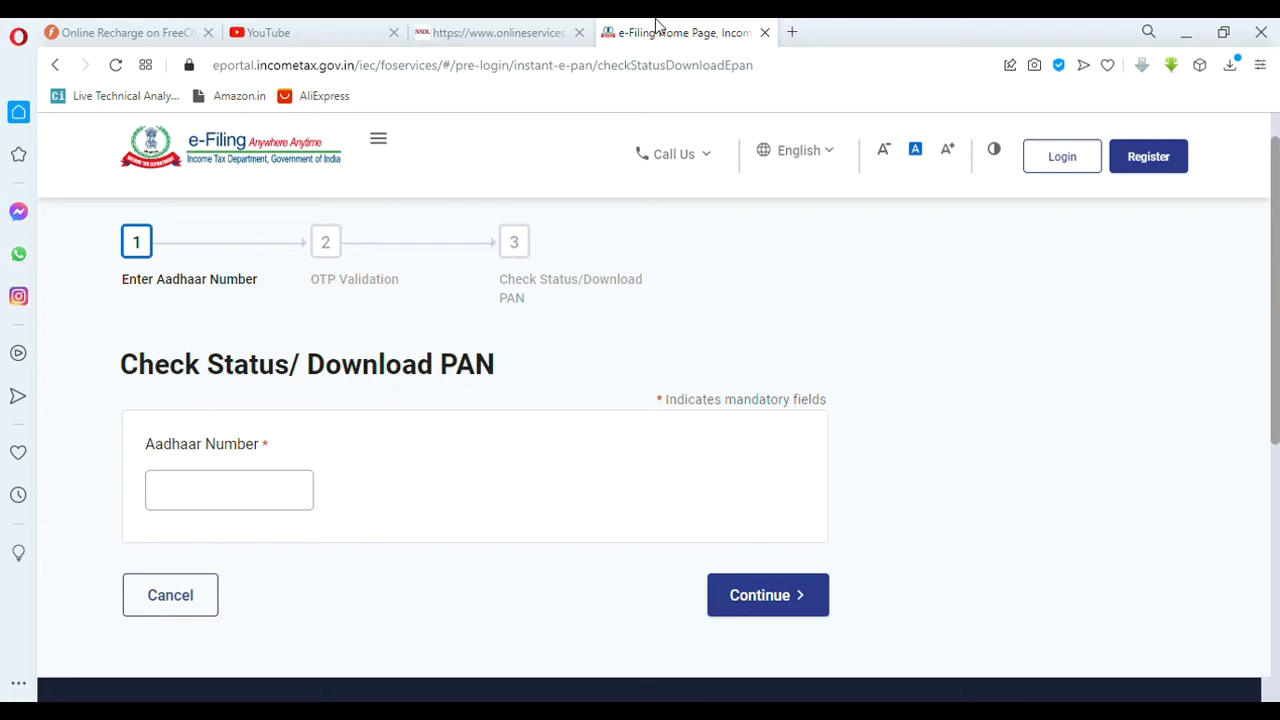 Online Recharge on FreeCh
YouTube
NSDL https://www.onlineservices.
e-Filing Home Page, Incom
eportal.incometax.gov.in/iec/foservices/#/pre-login/instant-e-pan/checkStatusDownloadEpan
Ci Live Technical Analy...
Amazon.in
AliExpress
e-Filing Anywhere Anytime
Income Tax Department, Government of India
Call Us
English
A-
A
A+
Login
Register
1
2
3
Enter Aadhaar Number
OTP Validation
Check Status/Download
PAN
Check Status/ Download PAN
* Indicates mandatory fields
Aadhaar Number *
Cancel
Continue >